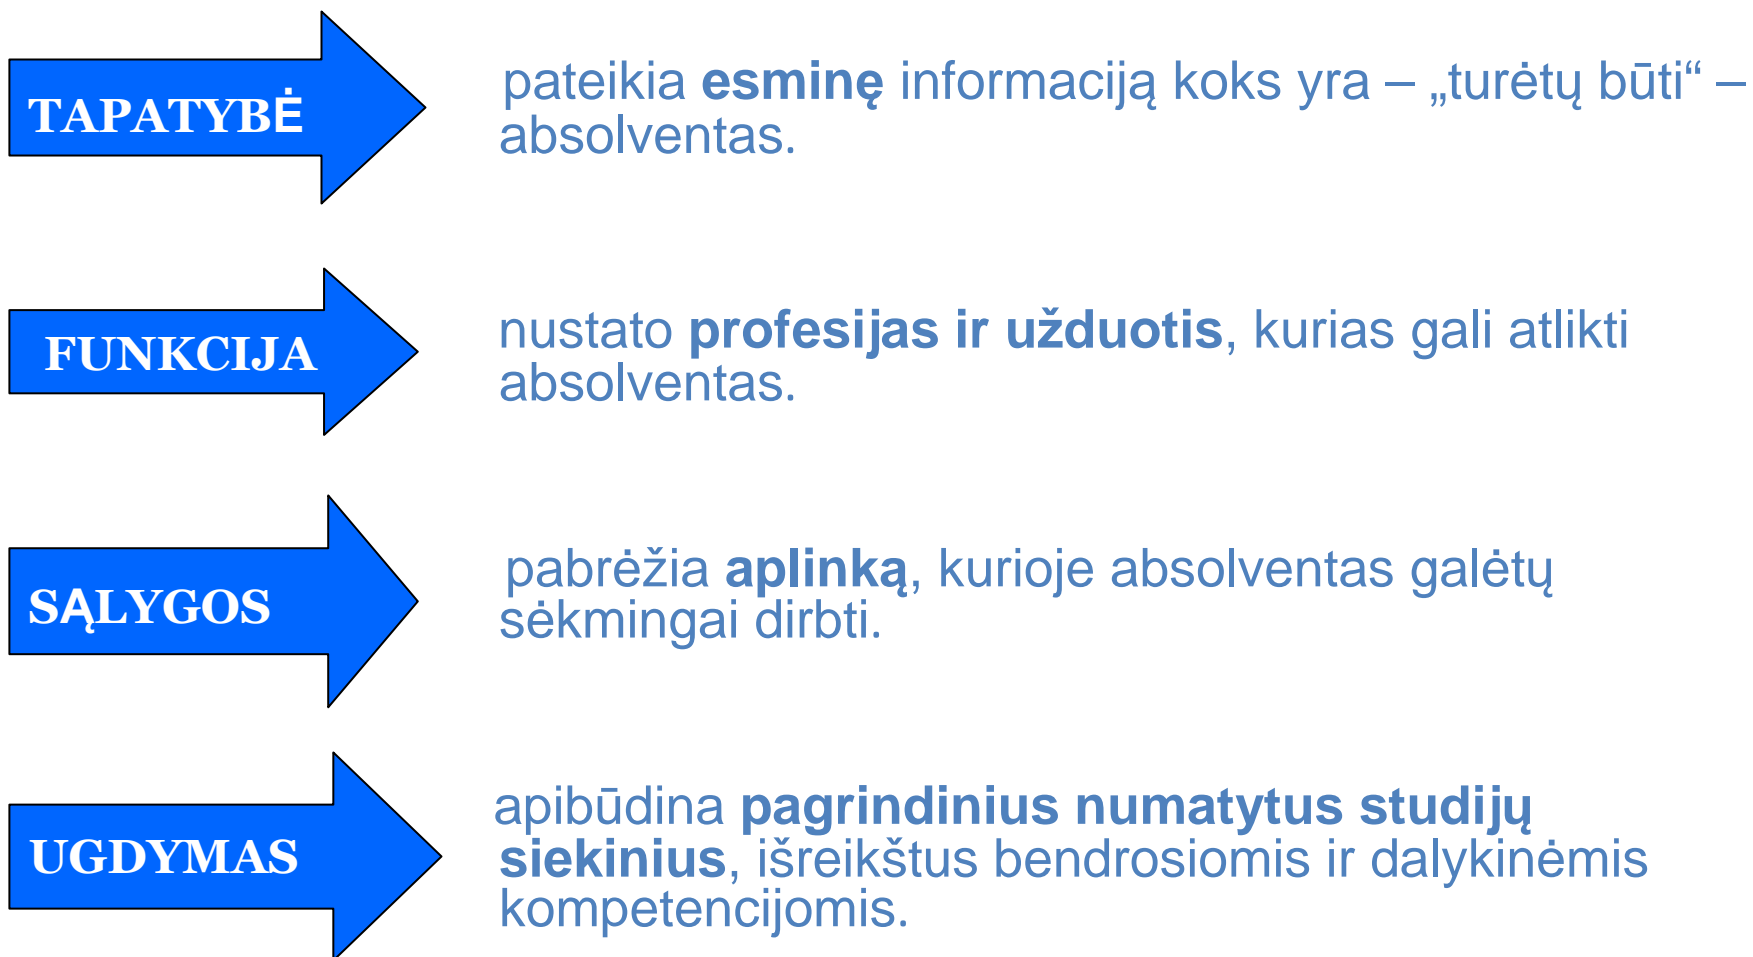 TAPATYBĖ
pateikia esminę informaciją koks yra – „turėtų būti“ –
absolventas.
FUNKCIJA
nustato profesijas ir užduotis, kurias gali atlikti
absolventas.
SĄLYGOS
pabrėžia aplinką, kurioje absolventas galėtų
sėkmingai dirbti.
UGDYMAS
apibūdina pagrindinius numatytus studijų
siekinius, išreikštus bendrosiomis ir dalykinėmis
kompetencijomis.